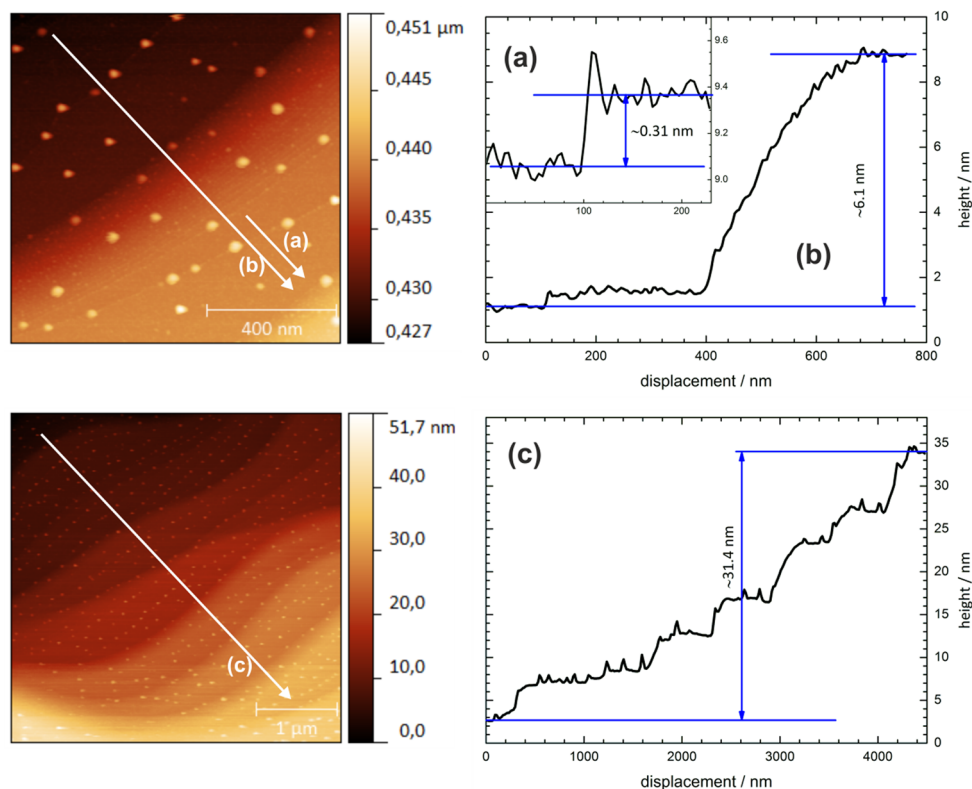 0,451 µm
0,445
0,440
0,435
0,430
0,427
(a)
(b)
400 nm
(a)
9.6
9.4
9.3
9.1
9.0
~0.31 nm
100
200
(b)
~6.1 nm
10
8
6
4
2
0
height / nm
0
200
400
600
800
displacement / nm
51,7 nm
40,0
30,0
20,0
10,0
0,0
(c)
1 µm
(c)
~31.4 nm
35
30
25
20
15
10
5
0
height / nm
0
1000
2000
3000
4000
displacement / nm